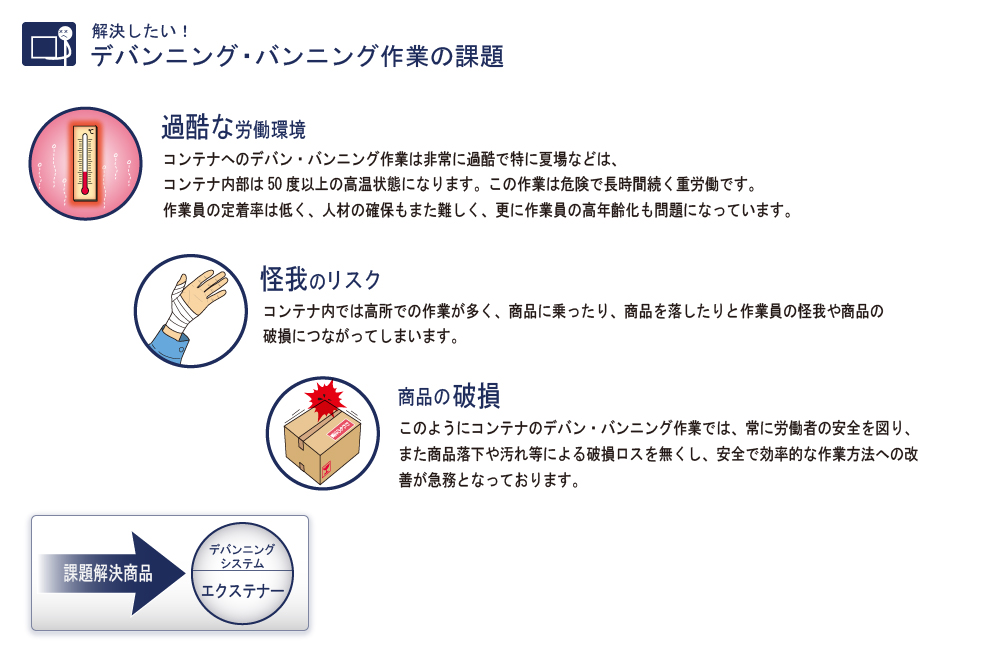 解決したい！
デバンニング・バンニング作業の課題
℃
過酷な労働環境
コンテナへのデバン・バンニング作業は非常に過酷で特に夏場などは、
コンテナ内部は 50 度以上の高温状態になります。この作業は危険で長時間続く重労働です。
作業員の定着率は低く、人材の確保もまた難しく、更に作業員の高年齢化も問題になっています。
怪我のリスク
コンテナ内では高所での作業が多く、商品に乗ったり、商品を落したりと作業員の怪我や商品の
破損につながってしまいます。
商品の破損
このようにコンテナのデバン・バンニング作業では、常に労働者の安全を図り、
また商品落下や汚れ等による破損ロスを無くし、安全で効率的な作業方法への改
善が急務となっております。
課題解決商品
デバンニング
システム
エクステナー